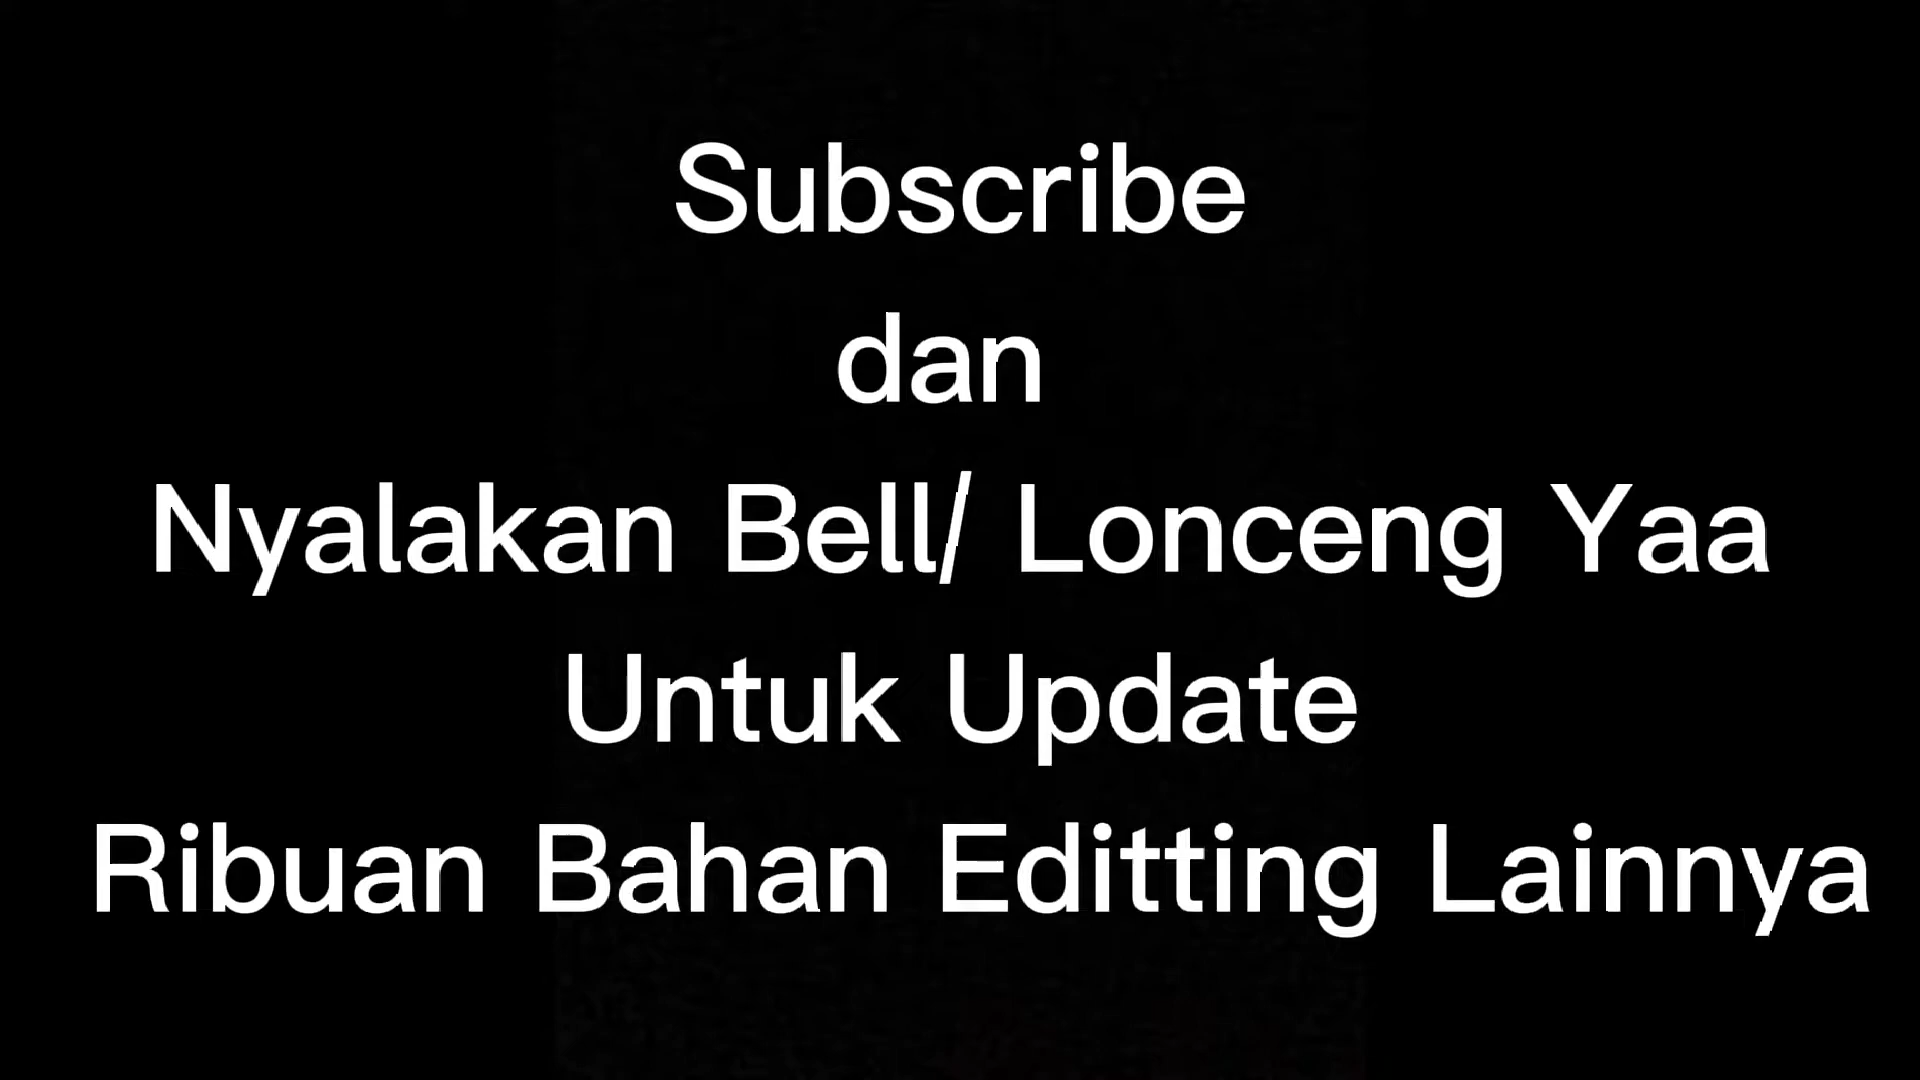 Subscribe
dan
Nyalakan Bell/ Lonceng Yaa
Untuk Update
Ribuan Bahan Editting Lainnya